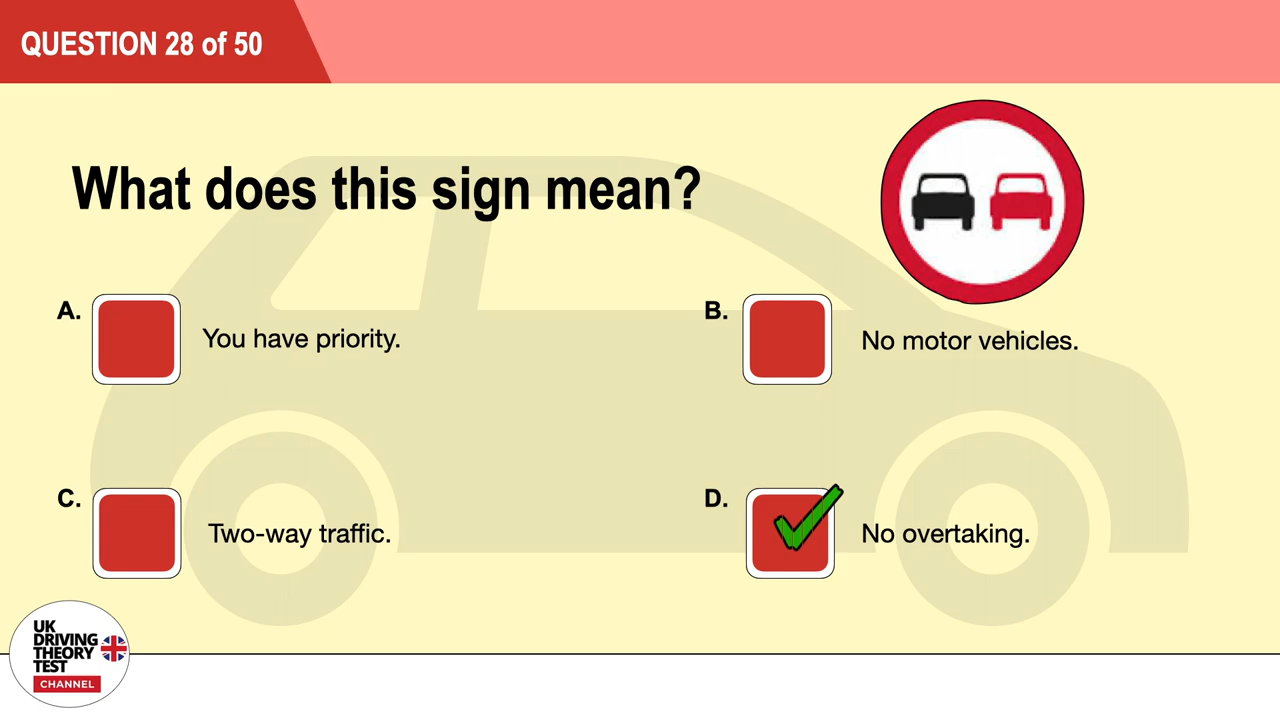 QUESTION 28 of 50
What does this sign mean?
A.
You have priority.
B.
No motor vehicles.
C.
Two-way traffic.
D.
No overtaking.
UK
DRIVING
THEORY
TEST
CHANNEL